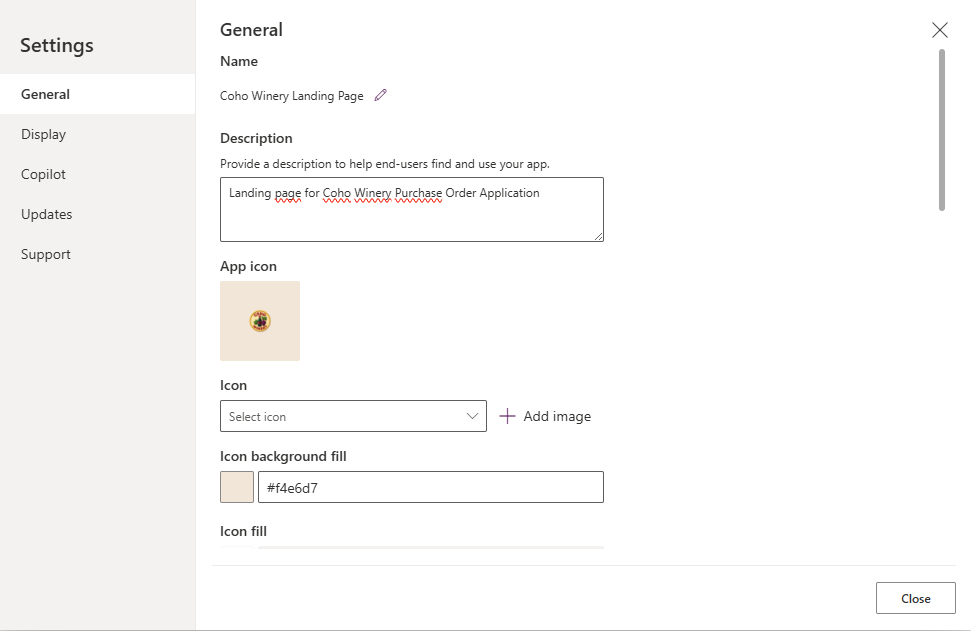 Settings
General
Display
Copilot
Updates
Support
General
Name
Coho Winery Landing Page
Description
Provide a description to help end-users find and use your app.
Landing page for Coho Winery Purchase Order Application
App icon
COHO
WINERY
Icon
Select icon
Add image
Icon background fill
#f4e6d7
Icon fill
Close